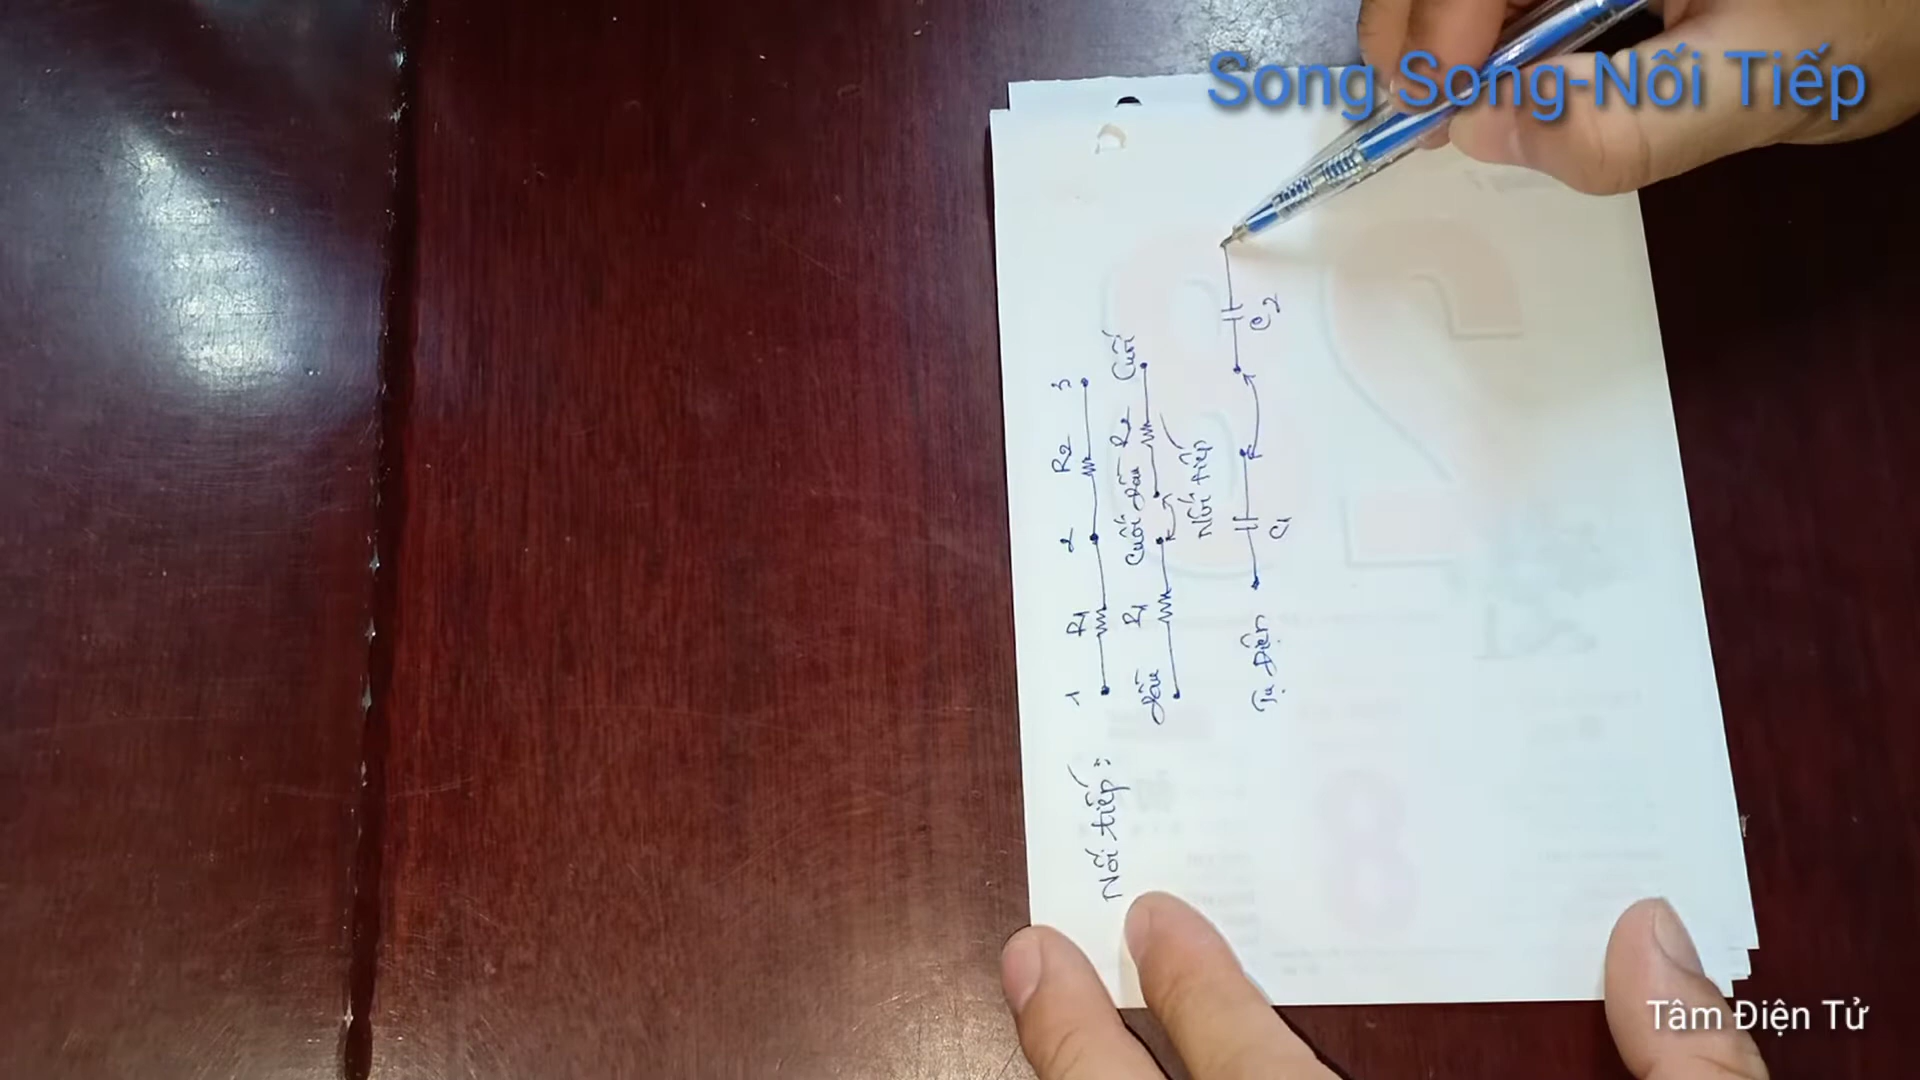 Song Song-Nối Tiếp
Nối tiếp:
1 R1 2 R2 3
Đầu R1 Cuối Đầu R2 Cuối
Nối tiếp
Tụ Điện
C1 C2
Tâm Điện Tử